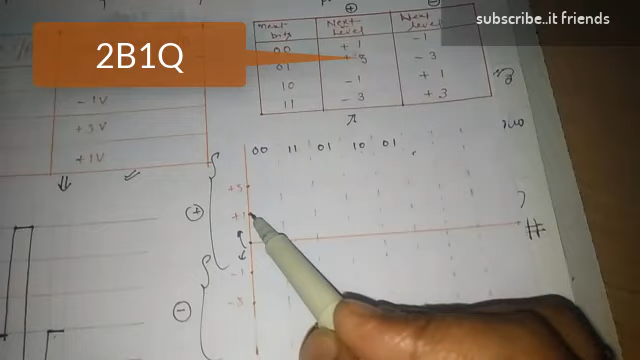 subscribe..it friends
2B1Q
Next bits Next Level Next Level
00 +1 -1
01 +3 -3
10 -1 +1
11 -3 +3
-1V
+3V
+1V
00 11 01 10 01
+3
+1
-1
-3